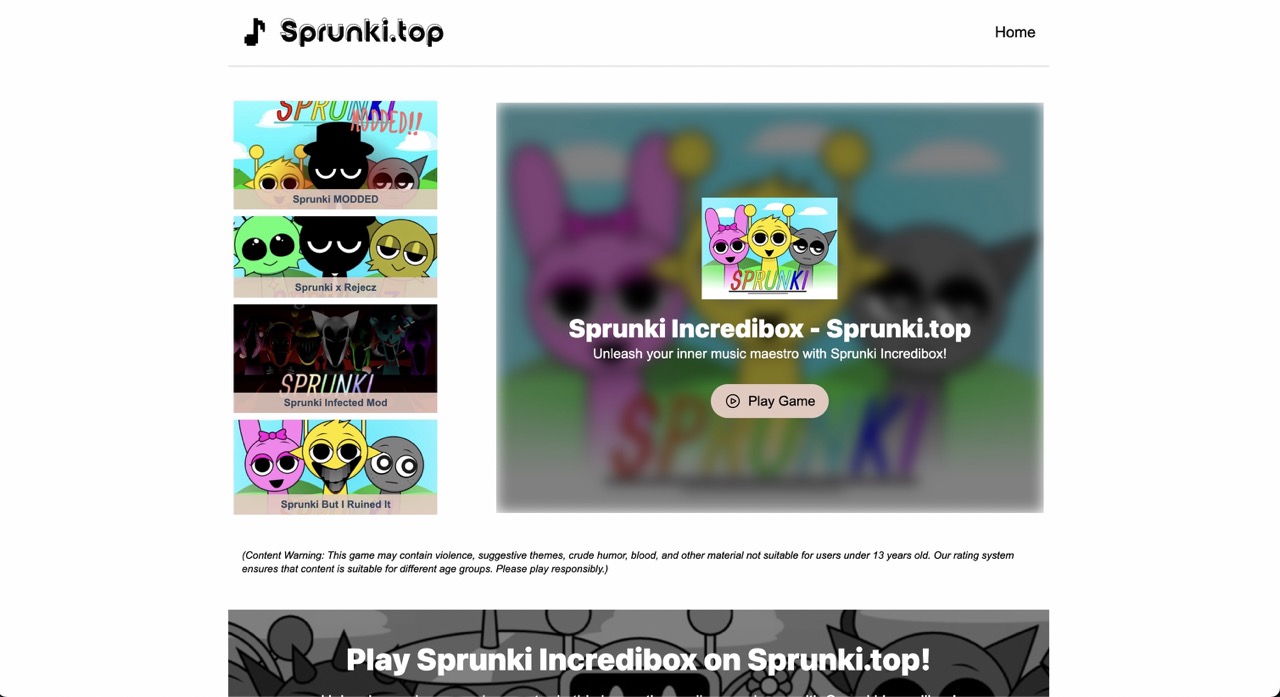 Sprunki.top
Home
SPRUNKI
MODDED!!
Sprunki MODDED
Sprunki x Rejecz
SPRUNKI
Sprunki Infected Mod
Sprunki But I Ruined It
SPRUNKI
SPRUNKI
Sprunki Incredibox - Sprunki.top
Unleash your inner music maestro with Sprunki Incredibox!
Play Game
(Content Warning: This game may contain violence, suggestive themes, crude humor, blood, and other material not suitable for users under 13 years old. Our rating system
ensures that content is suitable for different age groups. Please play responsibly.)
Play Sprunki Incredibox on Sprunki.top!